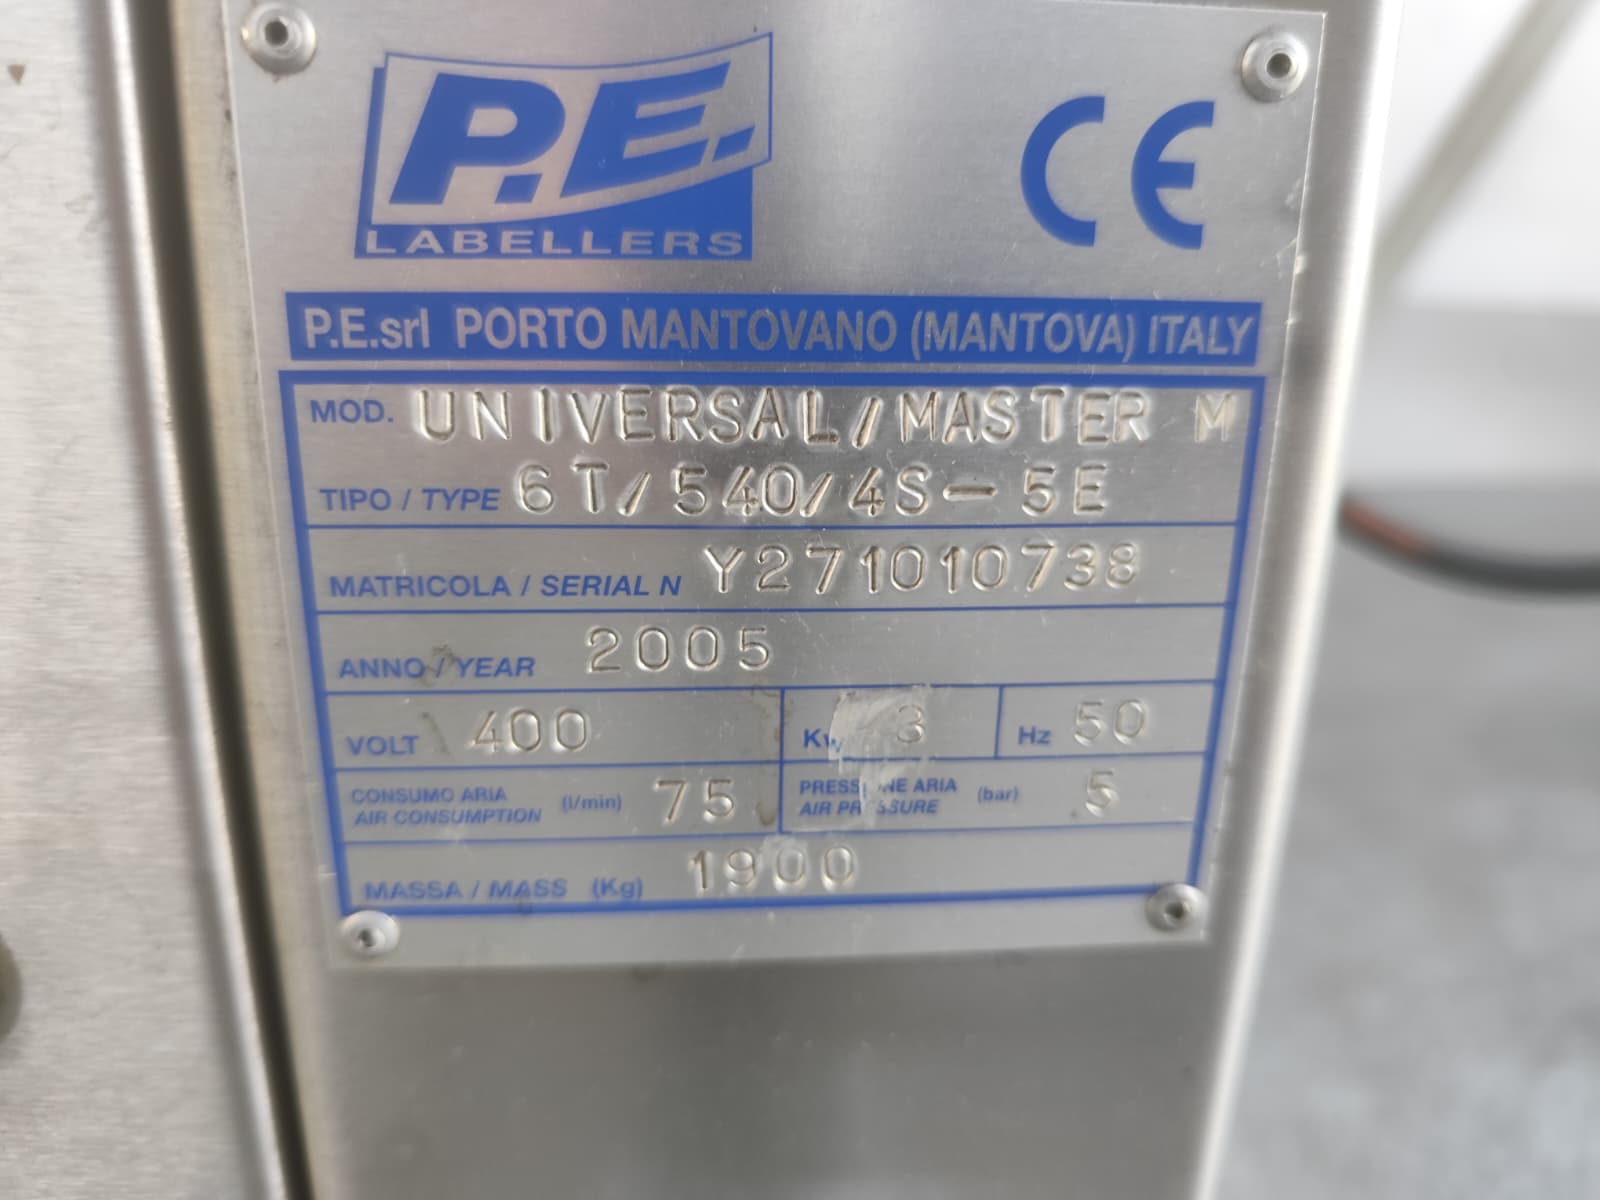 P.E.
LABELLERS
CE
P.E.srl PORTO MANTOVANO (MANTOVA) ITALY
MOD. UNIVERSAL/MASTER M
TIPO / TYPE 6T/540/4S-5E
MATRICOLA / SERIAL N Y271010738
ANNO / YEAR 2005
VOLT 400 Kw 3 Hz 50
CONSUMO ARIA (l/min) 75 PRESSIONE ARIA (bar) 5
AIR CONSUMPTION AIR PRESSURE
MASSA / MASS (Kg) 1900